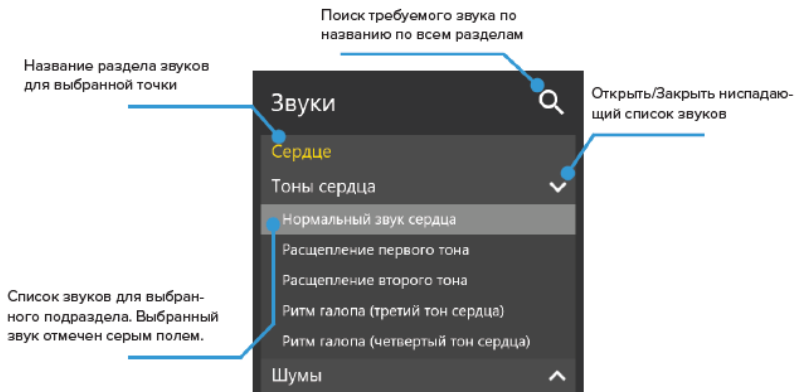 Поиск требуемого звука по
названию по всем разделам
Название раздела звуков
для выбранной точки
Открыть/Закрыть ниспадаю-
щий список звуков
Звуки
Сердце
Тоны сердца
Нормальный звук сердца
Расщепление первого тона
Расщепление второго тона
Ритм галопа (третий тон сердца)
Ритм галопа (четвертый тон сердца)
Шумы
Список звуков для выбран-
ного подраздела. Выбранный
звук отмечен серым полем.